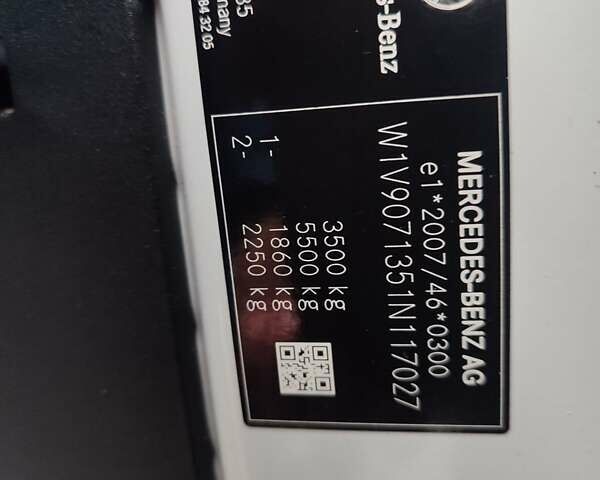 s-Benz
35
many
84 32 05
MERCEDES-BENZ AG
e1*2007/46*0300
W1V9071351N117027
3500 kg
5500 kg
1- 1860 kg
2- 2250 kg